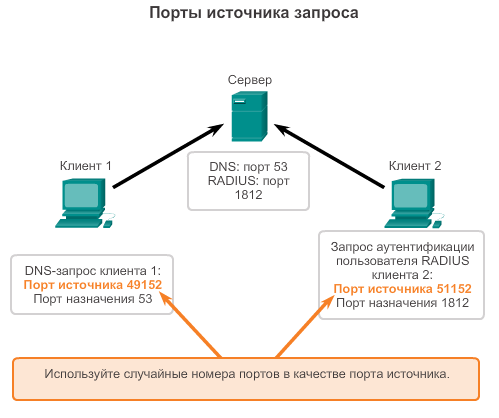 Порты источника запроса
Сервер
DNS: порт 53
RADIUS: порт
1812
Клиент 1
Клиент 2
DNS-запрос клиента 1:
Порт источника 49152
Порт назначения 53
Запрос аутентификации
пользователя RADIUS
клиента 2:
Порт источника 51152
Порт назначения 1812
Используйте случайные номера портов в качестве порта источника.